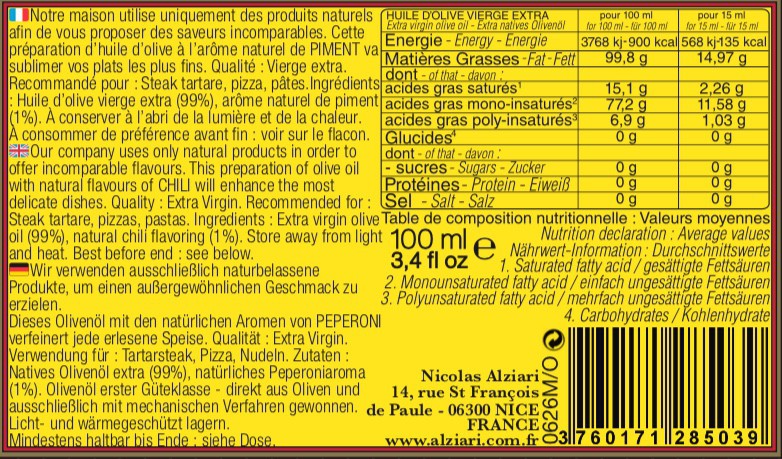 Notre maison utilise uniquement des produits naturels
afin de vous proposer des saveurs incomparables. Cette
préparation d'huile d'olive à l'arôme naturel de PIMENT va
sublimer vos plats les plus fins. Qualité : Vierge extra.
Recommandé pour : Steak tartare, pizza, pâtes.Ingrédients
: Huile d'olive vierge extra (99%), arôme naturel de piment
(1%). À conserver à l'abri de la lumière et de la chaleur.
À consommer de préférence avant fin : voir sur le flacon.
Our company uses only natural products in order to
offer incomparable flavours. This preparation of olive oil
with natural flavours of CHILI will enhance the most
delicate dishes. Quality : Extra Virgin. Recommended for :
Steak tartare, pizzas, pastas. Ingredients : Extra virgin olive
oil (99%), natural chili flavoring (1%). Store away from light
and heat. Best before end : see below.
Wir verwenden ausschließlich naturbelassene
Produkte, um einen außergewöhnlichen Geschmack zu
erzielen.
Dieses Olivenöl mit den natürlichen Aromen von PEPERONI
verfeinert jede erlesene Speise. Qualität : Extra Virgin.
Verwendung für : Tartarsteak, Pizza, Nudeln. Zutaten :
Natives Olivenöl extra (99%), natürliches Peperoniaroma
(1%). Olivenöl erster Güteklasse - direkt aus Oliven und
ausschließlich mit mechanischen Verfahren gewonnen.
Licht- und wärmegeschützt lagern.
Mindestens haltbar bis Ende : siehe Dose.
HUILE D'OLIVE VIERGE EXTRA pour 100 ml pour 15 ml
Extra virgin olive oil - Extra natives Olivenöl for 100 ml - für 100 ml for 15 ml - für 15 ml
Energie - Energy - Energie 3768 kj-900 kcal 568 kj-135 kcal
Matières Grasses - Fat - Fett 99,8 g 14,97 g
dont - of that - davon :
acides gras saturés¹ 15,1 g 2,26 g
acides gras mono-insaturés² 77,2 g 11,58 g
acides gras poly-insaturés³ 6,9 g 1,03 g
Glucides⁴ 0 g 0 g
dont - of that - davon :
- sucres - Sugars - Zucker 0 g 0 g
Protéines - Protein - Eiweiß 0 g 0 g
Sel - Salt - Salz 0 g 0 g
Table de composition nutritionnelle : Valeurs moyennes
Nutrition declaration : Average values
Nährwert-Information : Durchschnittswerte
100 ml e
3,4 fl oz
1. Saturated fatty acid / gesättigte Fettsäuren
2. Monounsaturated fatty acid / einfach ungesättigte Fettsäuren
3. Polyunsaturated fatty acid / mehrfach ungesättigte Fettsäuren
4. Carbohydrates / Kohlenhydrate
Nicolas Alziari
14, rue St François
de Paule - 06300 NICE
FRANCE
www.alziari.com.fr
0626M/O
3 760171 285039